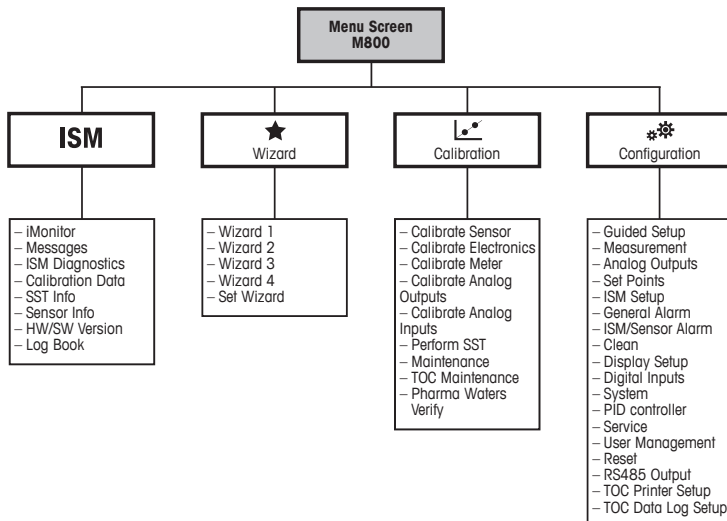 Menu Screen
M800
ISM
Wizard
Calibration
Configuration
– iMonitor
– Messages
– ISM Diagnostics
– Calibration Data
– SST Info
– Sensor Info
– HW/SW Version
– Log Book
– Wizard 1
– Wizard 2
– Wizard 3
– Wizard 4
– Set Wizard
– Calibrate Sensor
– Calibrate Electronics
– Calibrate Meter
– Calibrate Analog
Outputs
– Calibrate Analog
Inputs
– Perform SST
– Maintenance
– TOC Maintenance
– Pharma Waters
Verify
– Guided Setup
– Measurement
– Analog Outputs
– Set Points
– ISM Setup
– General Alarm
– ISM/Sensor Alarm
– Clean
– Display Setup
– Digital Inputs
– System
– PID controller
– Service
– User Management
– Reset
– RS485 Output
– TOC Printer Setup
– TOC Data Log Setup